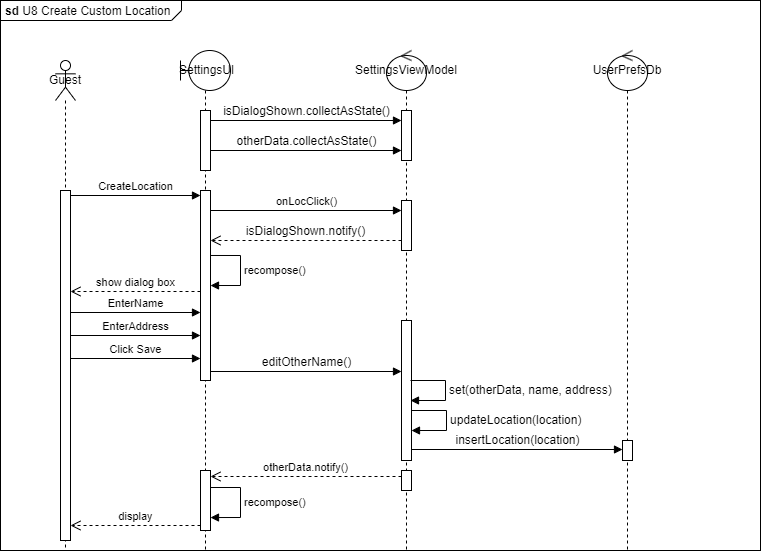 sd U8 Create Custom Location
Guest
SettingsUI
SettingsViewModel
UserPrefsDb
isDialogShown.collectAsState()
otherData.collectAsState()
CreateLocation
onLocClick()
isDialogShown.notify()
recompose()
show dialog box
EnterName
EnterAddress
Click Save
editOtherName()
set(otherData, name, address)
updateLocation(location)
insertLocation(location)
otherData.notify()
recompose()
display